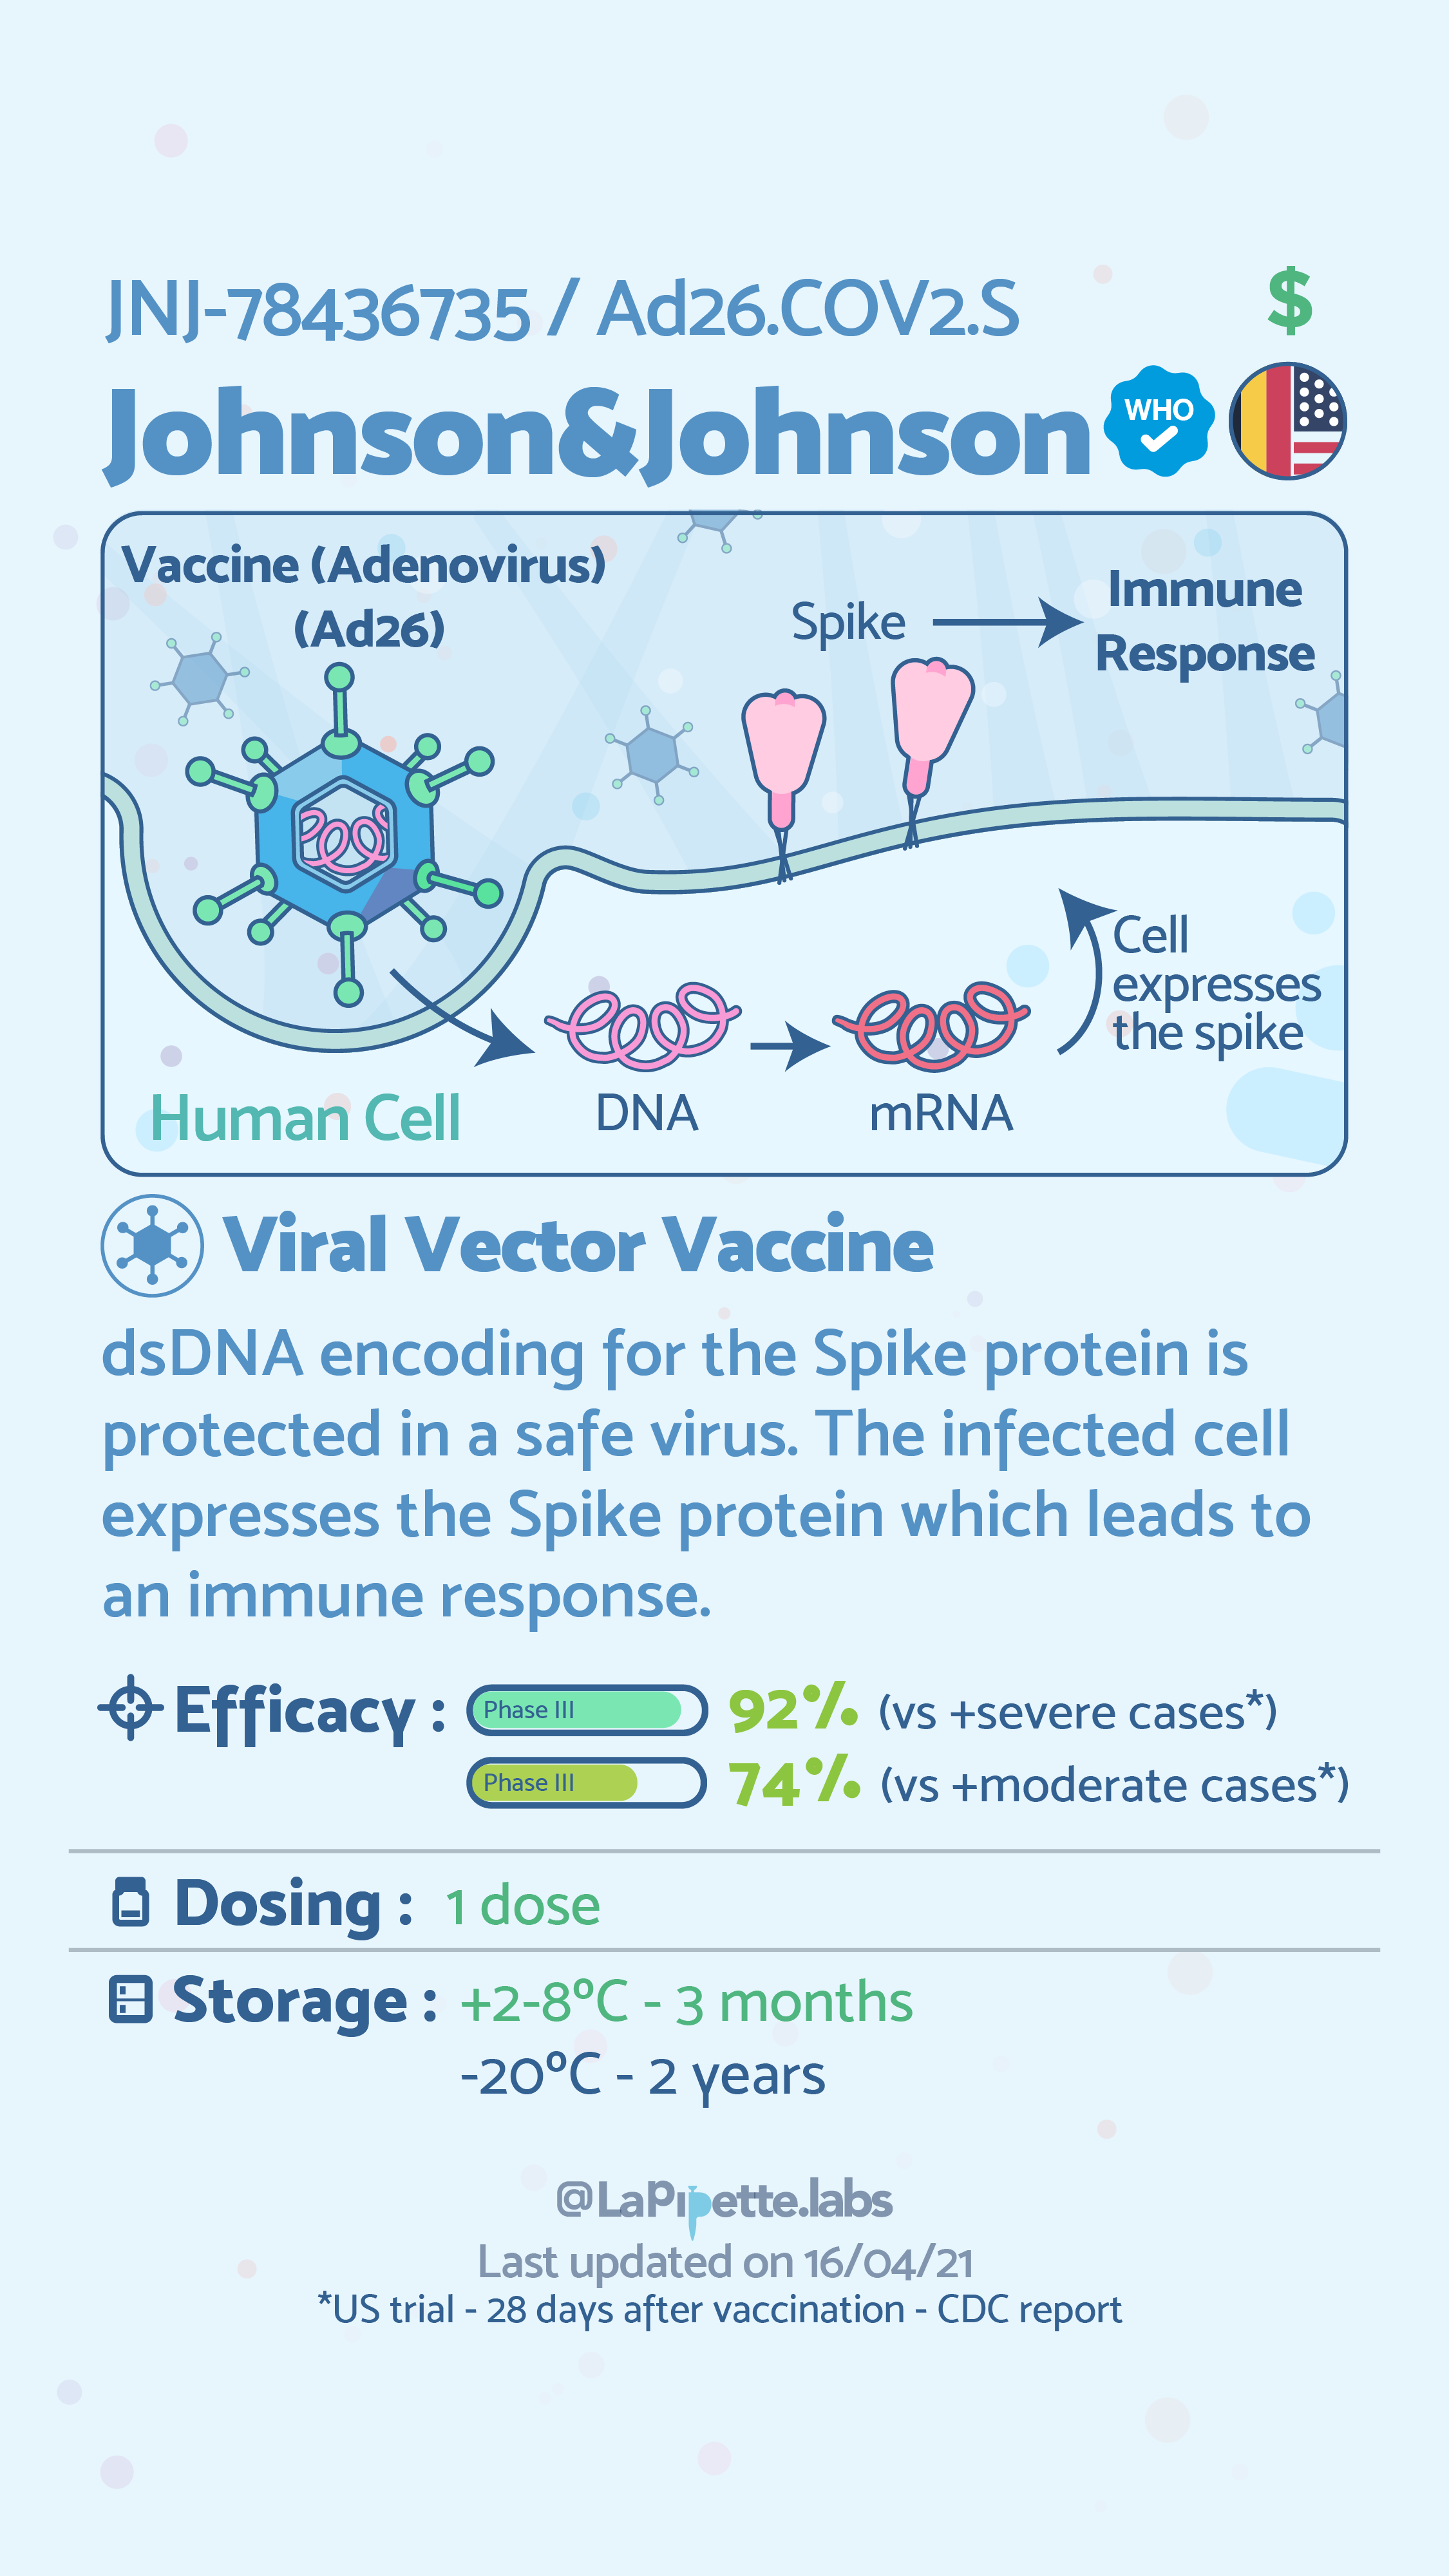 JNJ-78436735 / Ad26.COV2.S
$
Johnson&Johnson
WHO
Vaccine (Adenovirus)
(Ad26)
Spike
Immune
Response
Cell
expresses
the spike
Human Cell
DNA
mRNA
Viral Vector Vaccine
dsDNA encoding for the Spike protein is
protected in a safe virus. The infected cell
expresses the Spike protein which leads to
an immune response.
Efficacy : Phase III 92% (vs +severe cases*)
Phase III 74% (vs +moderate cases*)
Dosing : 1 dose
Storage : +2-8ºC - 3 months
-20ºC - 2 years
@LaPipette.labs
Last updated on 16/04/21
*US trial - 28 days after vaccination - CDC report